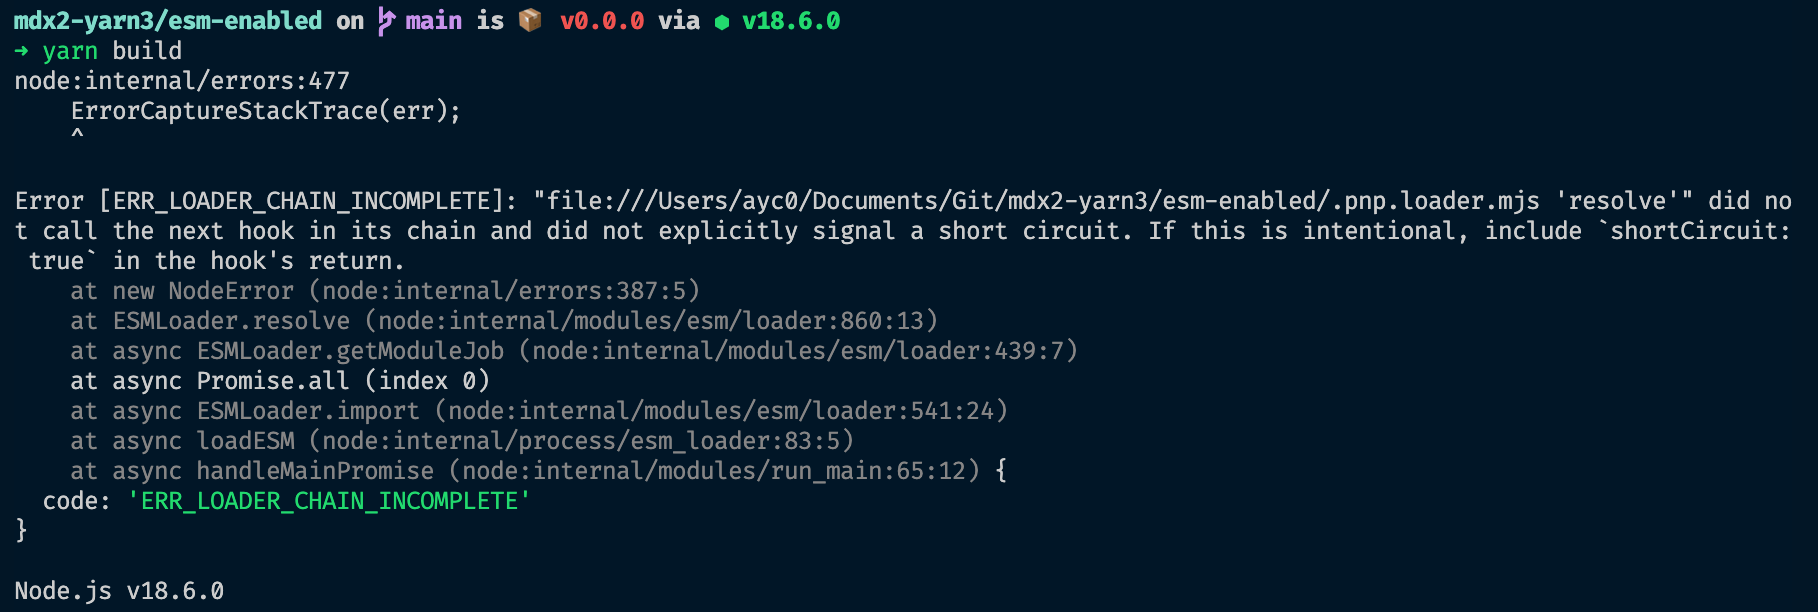 mdx2-yarn3/esm-enabled on main is 📦 v0.0.0 via ⬢ v18.6.0
→ yarn build
node:internal/errors:477
    ErrorCaptureStackTrace(err);
    ^

Error [ERR_LOADER_CHAIN_INCOMPLETE]: "file:///Users/ayc0/Documents/Git/mdx2-yarn3/esm-enabled/.pnp.loader.mjs 'resolve'" did no
t call the next hook in its chain and did not explicitly signal a short circuit. If this is intentional, include `shortCircuit:
 true` in the hook's return.
    at new NodeError (node:internal/errors:387:5)
    at ESMLoader.resolve (node:internal/modules/esm/loader:860:13)
    at async ESMLoader.getModuleJob (node:internal/modules/esm/loader:439:7)
    at async Promise.all (index 0)
    at async ESMLoader.import (node:internal/modules/esm/loader:541:24)
    at async loadESM (node:internal/process/esm_loader:83:5)
    at async handleMainPromise (node:internal/modules/run_main:65:12) {
  code: 'ERR_LOADER_CHAIN_INCOMPLETE'
}

Node.js v18.6.0